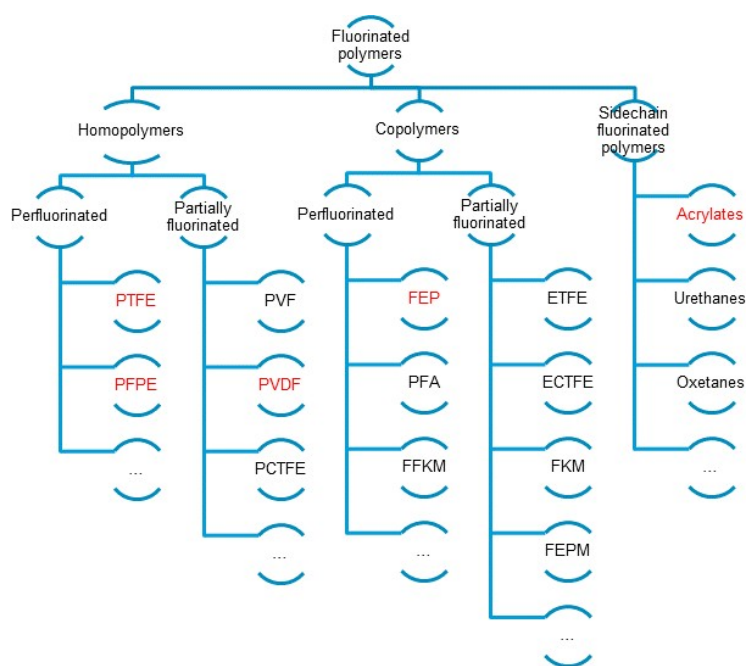 Fluorinated
polymers
Homopolymers
Copolymers
Sidechain
fluorinated
polymers
Perfluorinated
Partially
fluorinated
Perfluorinated
Partially
fluorinated
Acrylates
PTFE
PVF
FEP
ETFE
Urethanes
PFPE
PVDF
PFA
ECTFE
Oxetanes
...
PCTFE
FFKM
FKM
...
...
...
FEPM
...